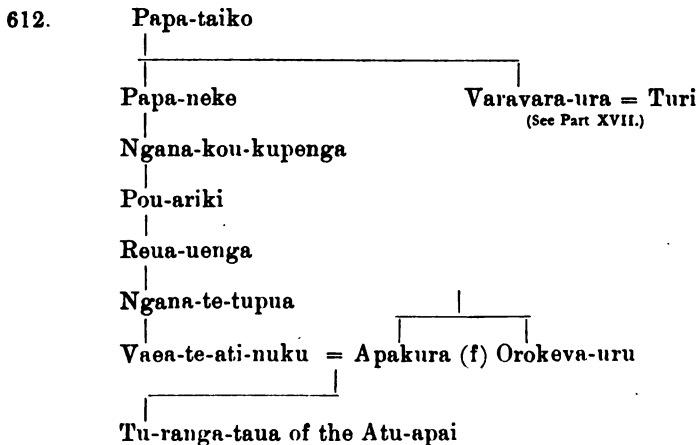 612. Papa-taiko
Papa-neke Varavara-ura = Turi
(See Part XVII.)
Ngana-kou-kupenga
Pou-ariki
Reua-uenga
Ngana-te-tupua
Vaea-te-ati-nuku = Apakura (f) Orokeva-uru
Tu-ranga-taua of the Atu-apai